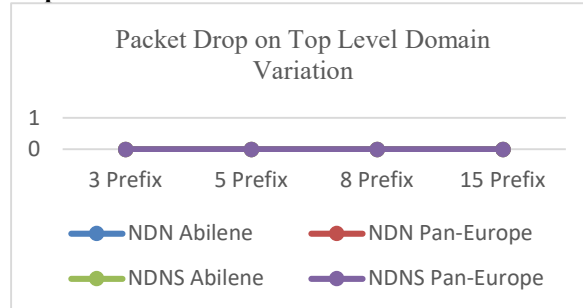 Packet Drop on Top Level Domain
Variation
1
0
3 Prefix 5 Prefix 8 Prefix 15 Prefix
NDN Abilene NDN Pan-Europe
NDNS Abilene NDNS Pan-Europe